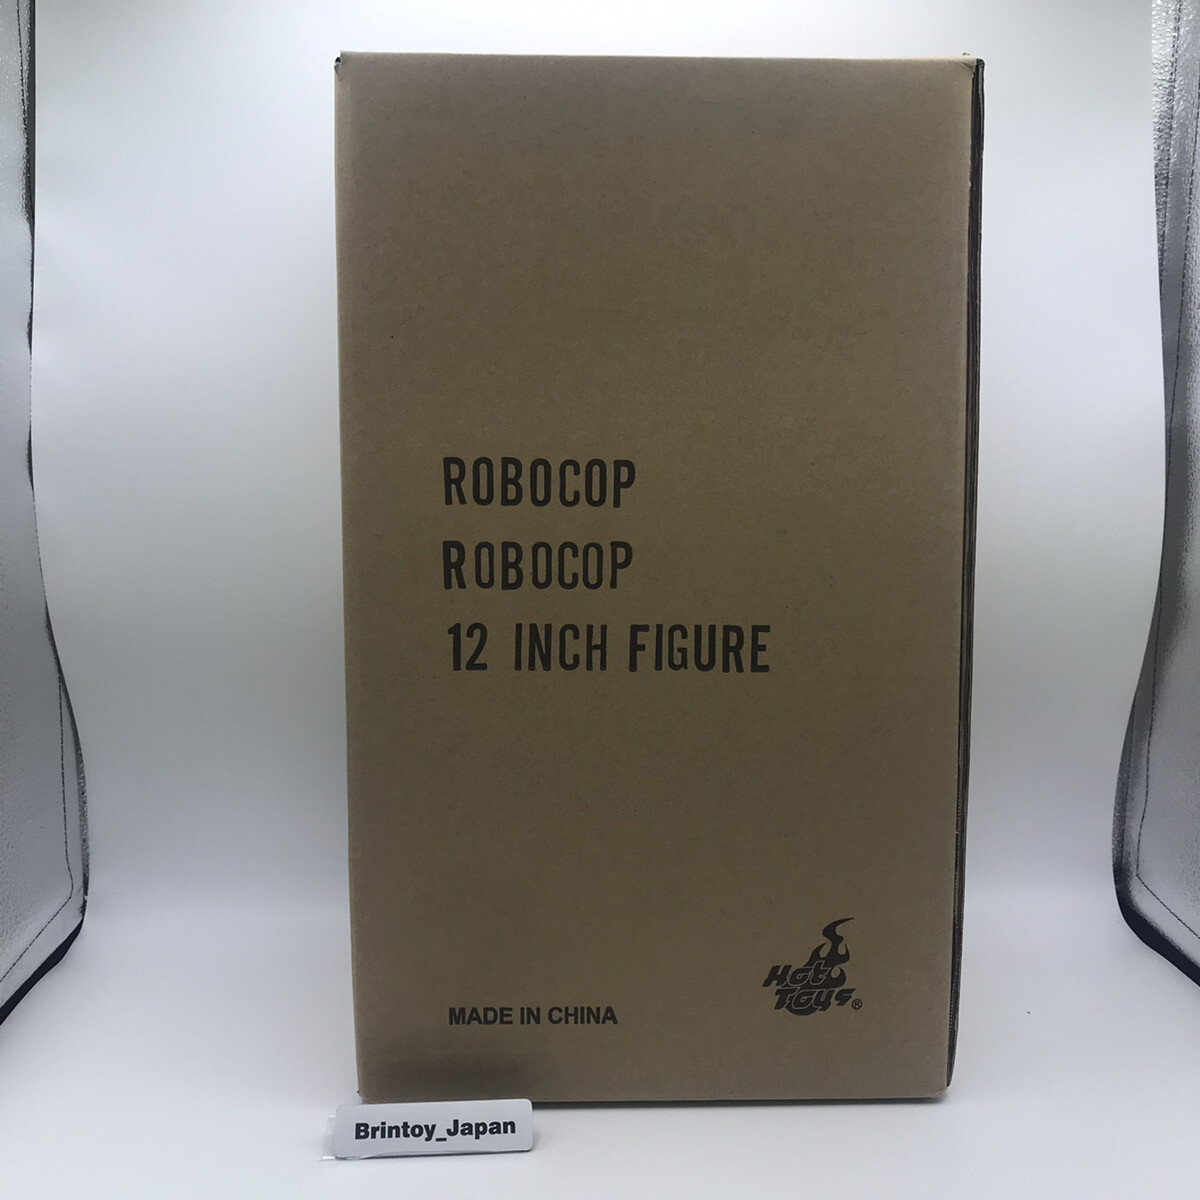 ROBOCOP
ROBOCOP
12 INCH FIGURE
Hot
Toys®
MADE IN CHINA
Brintoy_Japan